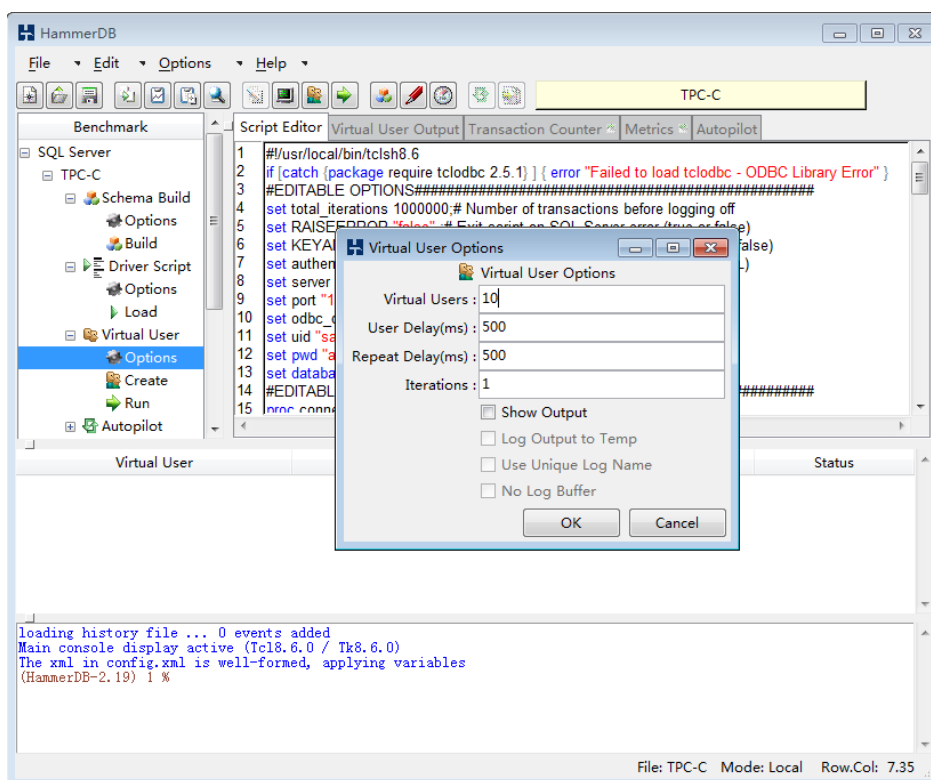 HammerDB
File Edit Options Help
TPC-C
Benchmark
SQL Server
TPC-C
Schema Build
Options
Build
Driver Script
Options
Load
Virtual User
Options
Create
Run
Autopilot
Script Editor Virtual User Output Transaction Counter Metrics Autopilot
1 #!/usr/local/bin/tclsh8.6
2 if [catch {package require tclodbc 2.5.1} ] { error "Failed to load tclodbc - ODBC Library Error" }
3 #EDITABLE OPTIONS##################################################
4 set total_iterations 1000000;# Number of transactions before logging off
5 set RAISEERROR "false" ;# Exit script on SQL Server error (true or false)
6 set KEYA false)
7 set authen L)
8 set server
9 set port "1
10 set odbc_
11 set uid "sa
12 set pwd "a
13 set databa
14 #EDITABL ##########
15 proc conne
Virtual User Options
Virtual User Options
Virtual Users : 10
User Delay(ms) : 500
Repeat Delay(ms) : 500
Iterations : 1
Show Output
Log Output to Temp
Use Unique Log Name
No Log Buffer
OK Cancel
Virtual User Status
loading history file ... 0 events added
Main console display active (Tcl8.6.0 / Tk8.6.0)
The xml in config.xml is well-formed, applying variables
(HammerDB-2.19) 1 %
File: TPC-C Mode: Local Row.Col: 7.35